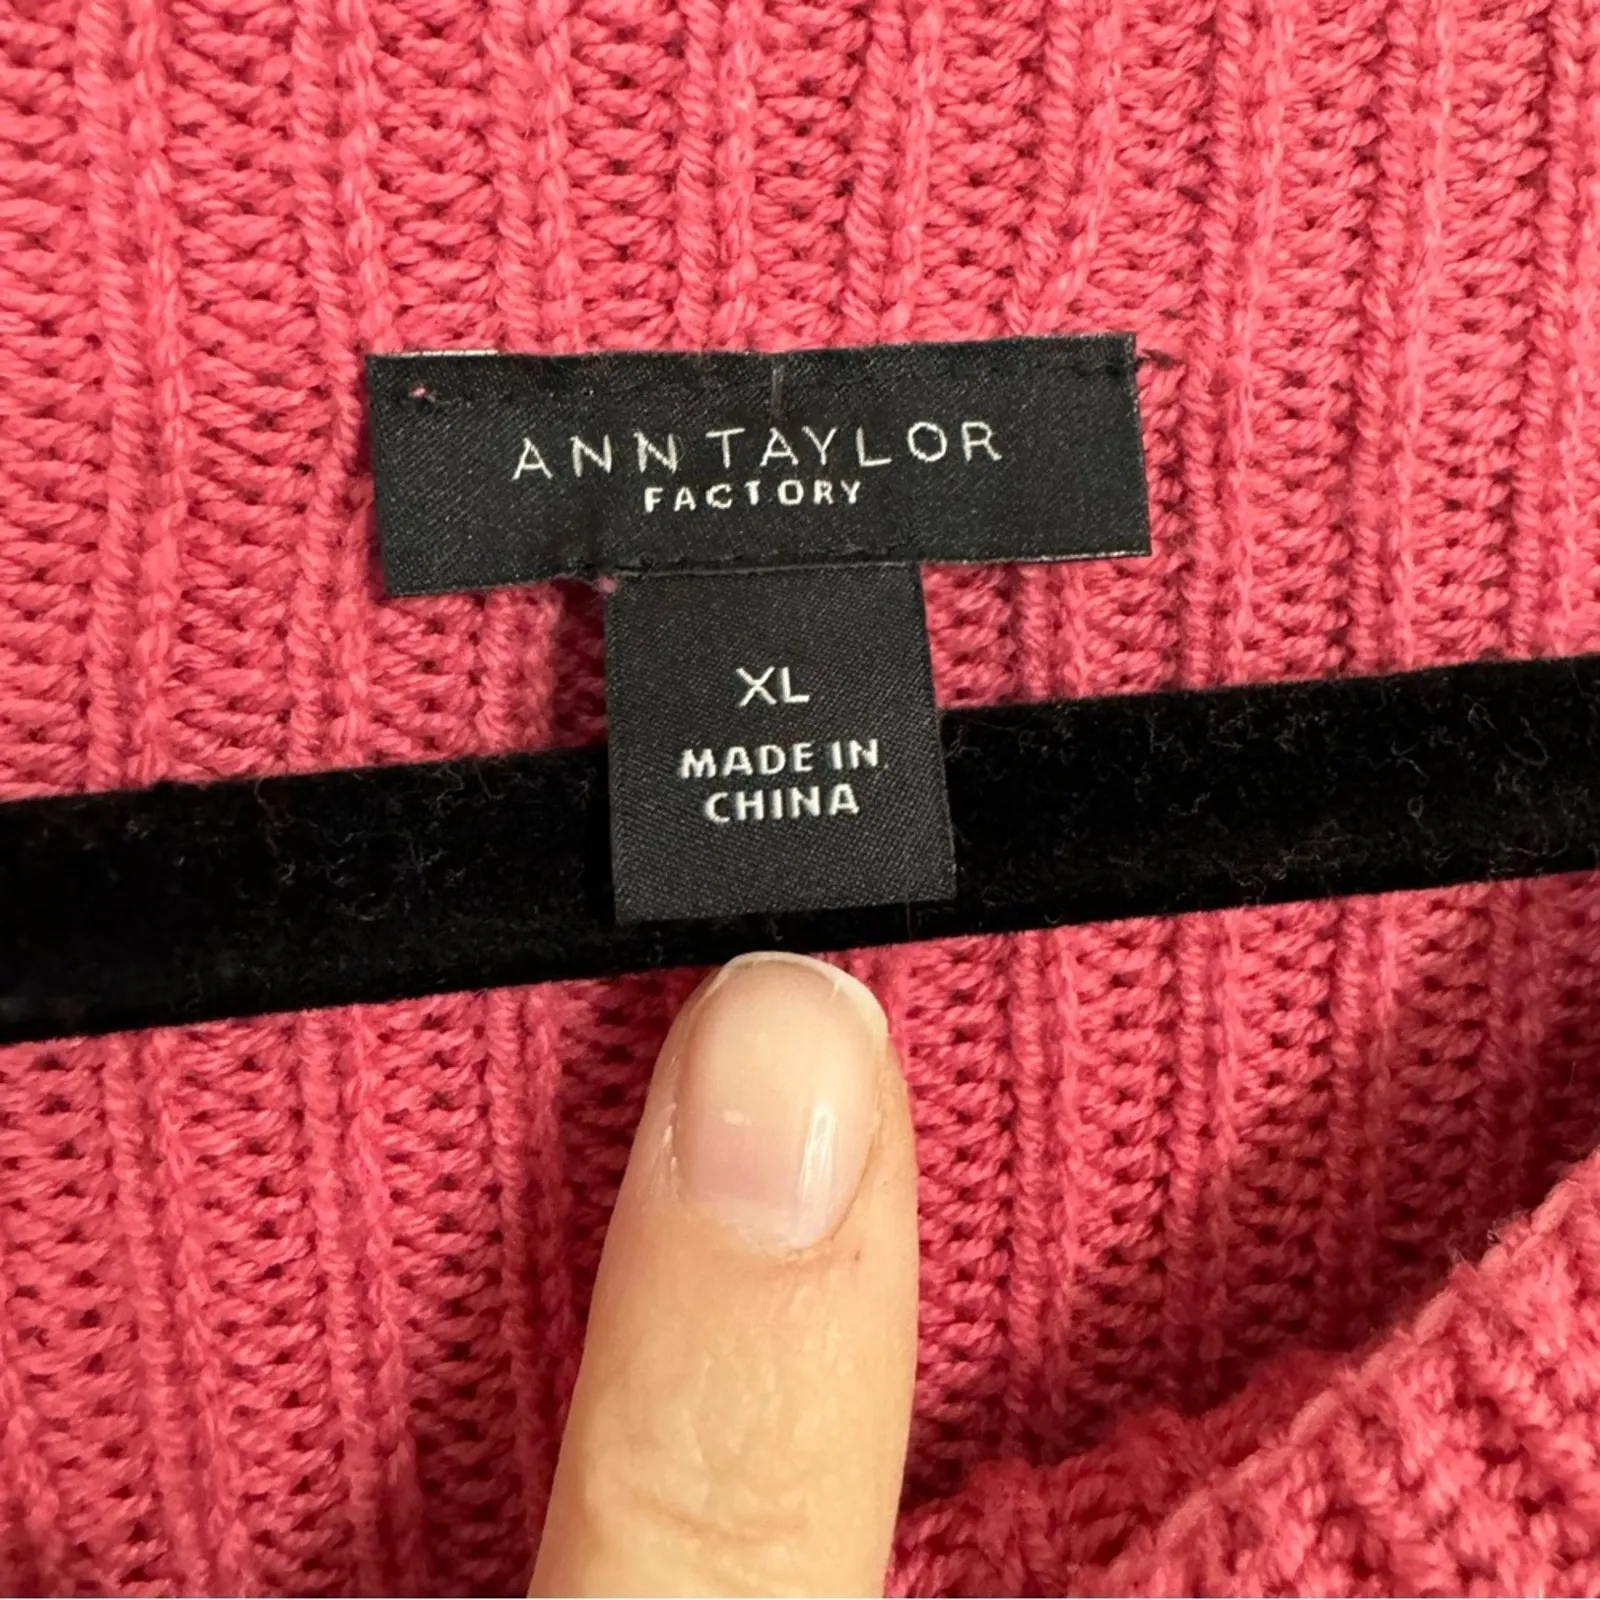 ANN TAYLOR
FACTORY
XL
MADE IN
CHINA